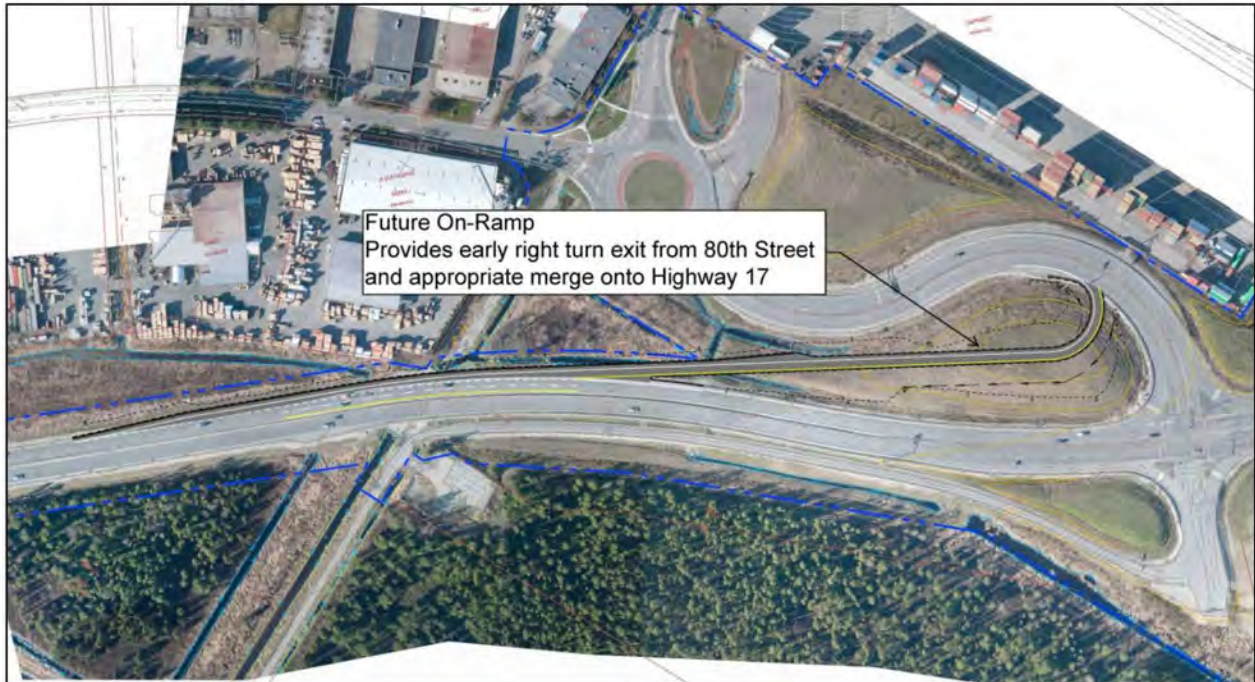 Future On-Ramp
Provides early right turn exit from 80th Street
and appropriate merge onto Highway 17